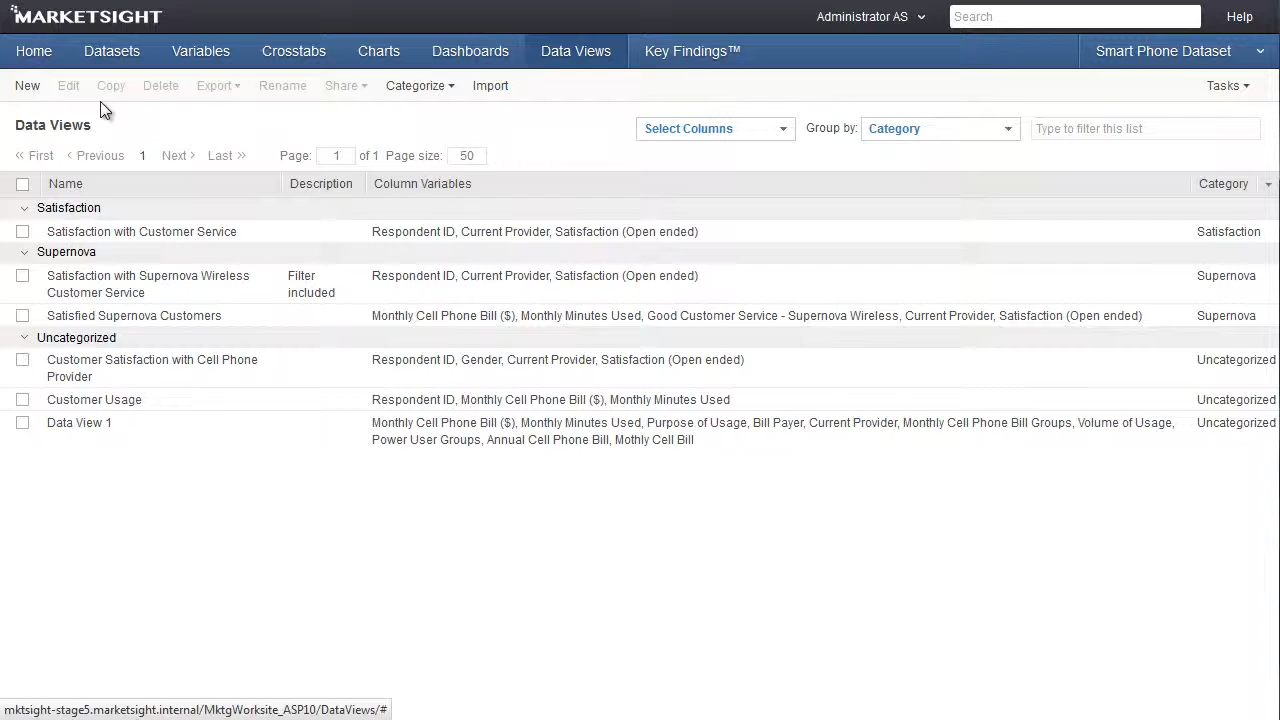 MARKETSIGHT Administrator AS Search Help
Home Datasets Variables Crosstabs Charts Dashboards Data Views Key Findings™ Smart Phone Dataset
New Edit Copy Delete Export Rename Share Categorize Import Tasks
Data Views Select Columns Group by: Category Type to filter this list
« First ‹ Previous 1 Next › Last » Page: 1 of 1 Page size: 50
Name Description Column Variables Category
Satisfaction
Satisfaction with Customer Service Respondent ID, Current Provider, Satisfaction (Open ended) Satisfaction
Supernova
Satisfaction with Supernova Wireless Filter Respondent ID, Current Provider, Satisfaction (Open ended) Supernova
Customer Service included
Satisfied Supernova Customers Monthly Cell Phone Bill ($), Monthly Minutes Used, Good Customer Service - Supernova Wireless, Current Provider, Satisfaction (Open ended) Supernova
Uncategorized
Customer Satisfaction with Cell Phone Respondent ID, Gender, Current Provider, Satisfaction (Open ended) Uncategorized
Provider
Customer Usage Respondent ID, Monthly Cell Phone Bill ($), Monthly Minutes Used Uncategorized
Data View 1 Monthly Cell Phone Bill ($), Monthly Minutes Used, Purpose of Usage, Bill Payer, Current Provider, Monthly Cell Phone Bill Groups, Volume of Usage, Uncategorized
Power User Groups, Annual Cell Phone Bill, Mothly Cell Bill
mktsight-stage5.marketsight.internal/MktgWorksite_ASP10/DataViews/#